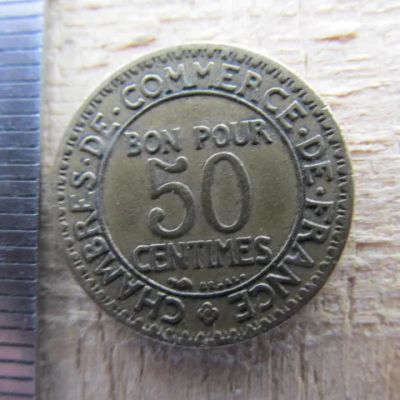 CHAMBRES·DE·COMMERCE·DE·FRANCE
BON POUR
50
CENTIMES